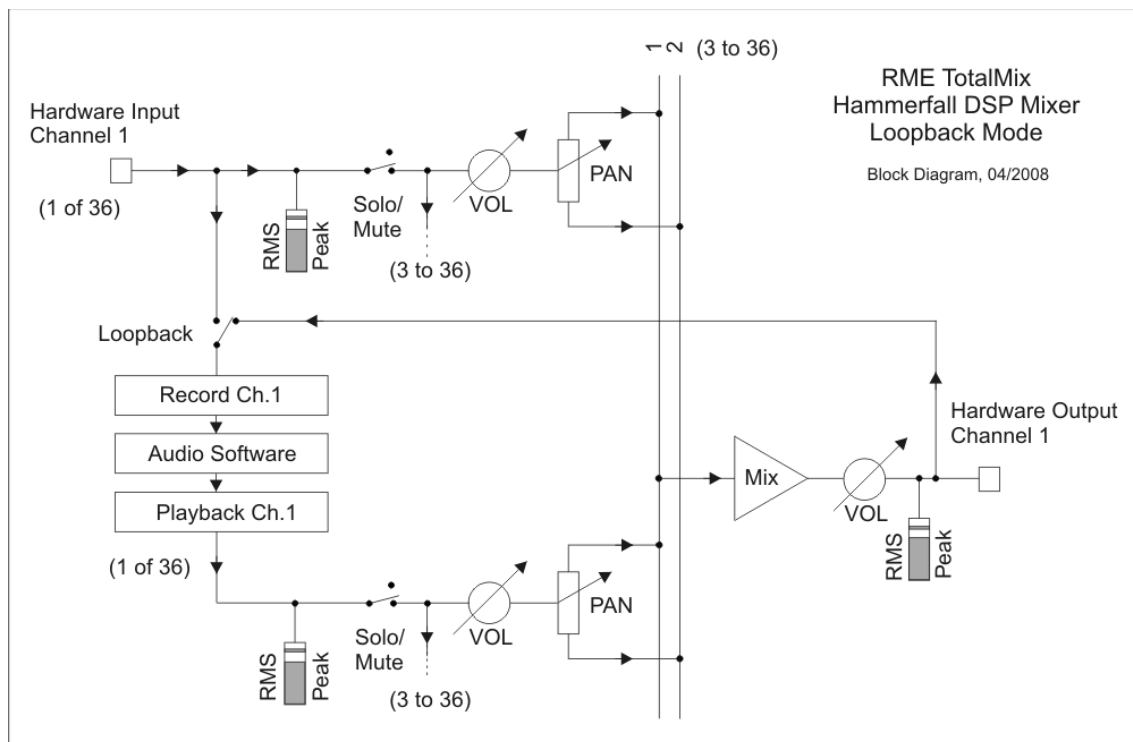 1
2
(3 to 36)
RME TotalMix
Hammerfall DSP Mixer
Loopback Mode
Block Diagram, 04/2008
Hardware Input
Channel 1
(1 of 36)
RMS
Peak
Solo/
Mute
(3 to 36)
VOL
PAN
Loopback
Record Ch.1
Audio Software
Playback Ch.1
(1 of 36)
RMS
Peak
Solo/
Mute
(3 to 36)
VOL
PAN
Mix
VOL
RMS
Peak
Hardware Output
Channel 1